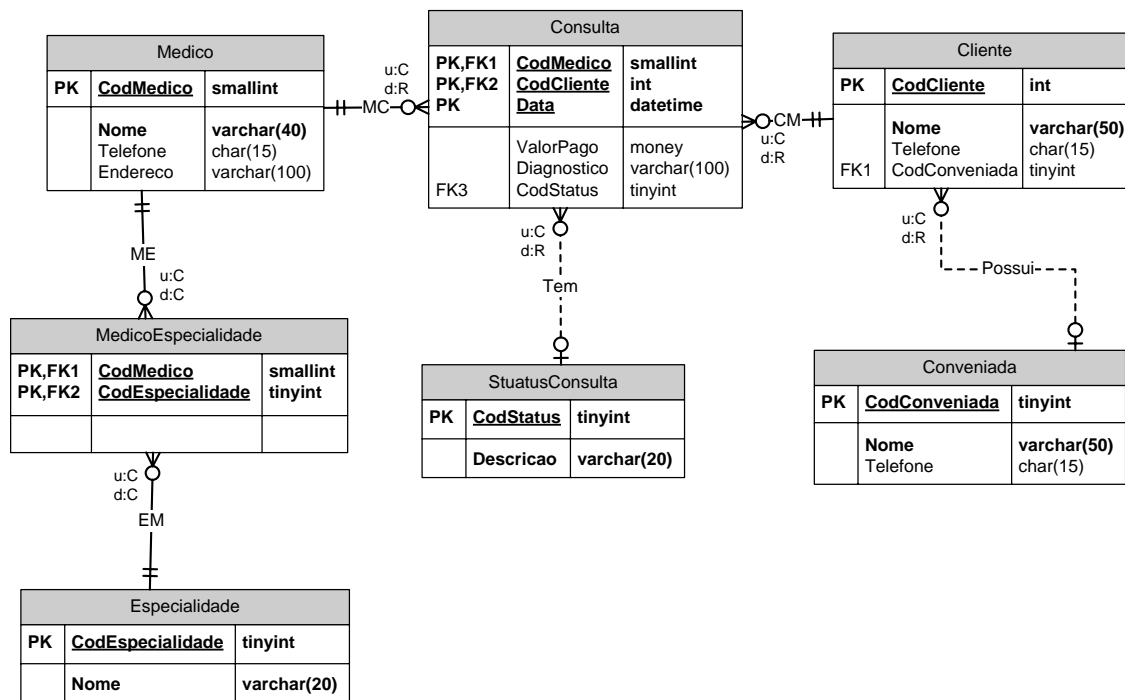 Medico
PK CodMedico smallint
Nome varchar(40)
Telefone char(15)
Endereco varchar(100)
u:C
d:R
MC
Consulta
PK,FK1 CodMedico smallint
PK,FK2 CodCliente int
PK Data datetime
ValorPago money
Diagnostico varchar(100)
FK3 CodStatus tinyint
CM
u:C
d:R
Cliente
PK CodCliente int
Nome varchar(50)
Telefone char(15)
FK1 CodConveniada tinyint
ME
u:C
d:C
u:C
d:R
Tem
u:C
d:R
Possui
MedicoEspecialidade
PK,FK1 CodMedico smallint
PK,FK2 CodEspecialidade tinyint
StuatusConsulta
PK CodStatus tinyint
Descricao varchar(20)
Conveniada
PK CodConveniada tinyint
Nome varchar(50)
Telefone char(15)
u:C
d:C
EM
Especialidade
PK CodEspecialidade tinyint
Nome varchar(20)